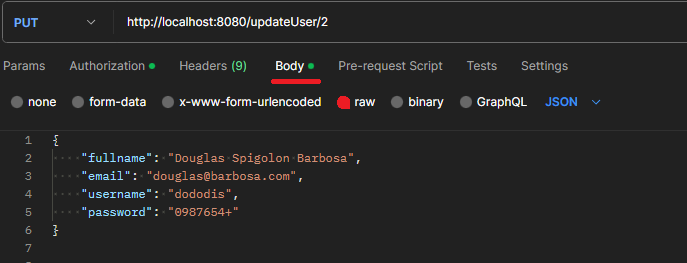 PUT http://localhost:8080/updateUser/2
Params Authorization Headers (9) Body Pre-request Script Tests Settings
none form-data x-www-form-urlencoded raw binary GraphQL JSON
1 {
2 "fullname": "Douglas Spigolon Barbosa",
3 "email": "douglas@barbosa.com",
4 "username": "dododis",
5 "password": "0987654+"
6 }
7